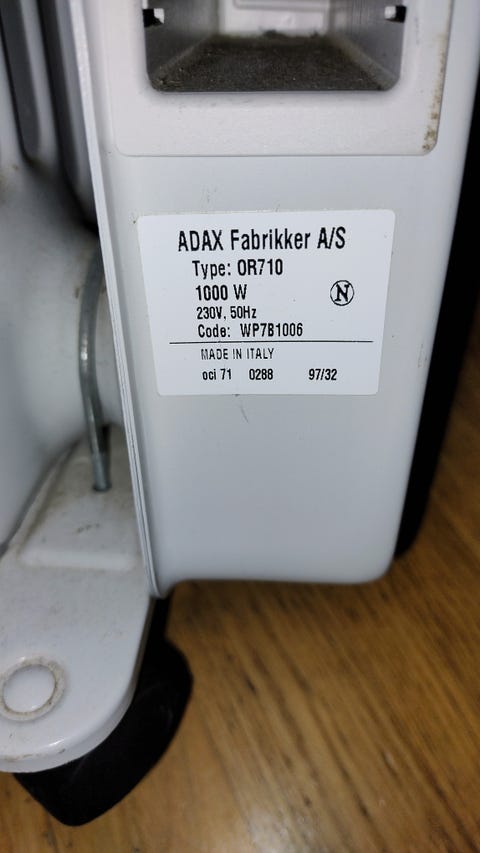 ADAX Fabrikker A/S
Type: OR710
1000 W
N
230V, 50Hz
Code: WP7B1006
MADE IN ITALY
oci 71 0288 97/32